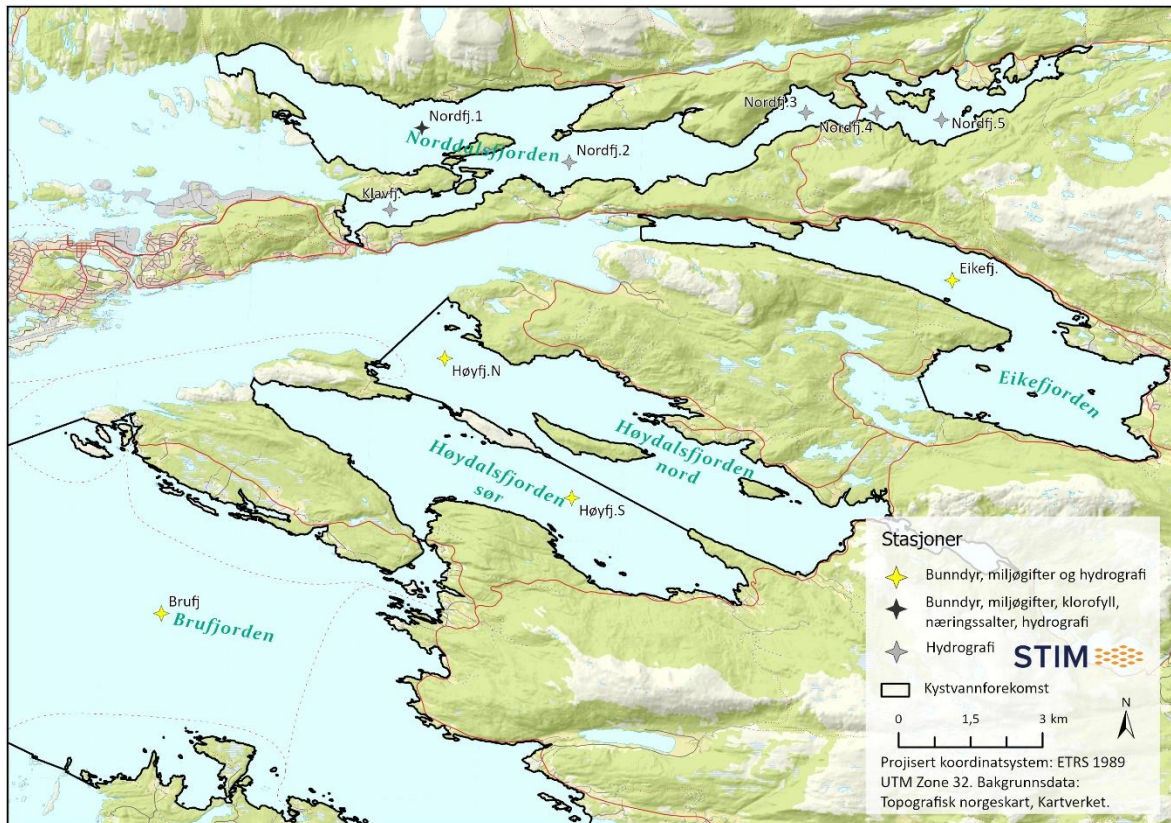 Nordfj.1
Norddalsfjorden
Nordfj.2
Nordfj.3
Nordfj.4
Nordfj.5
Klavfj.
Eikefj.
Eikefjorden
Høyfj.N
Høydalsfjorden
nord
Høydalsfjorden
sør
Høyfj.S
Brufj
Brufjorden
Stasjoner
Bunndyr, miljøgifter og hydrografi
Bunndyr, miljøgifter, klorofyll,
næringssalter, hydrografi
Hydrografi
STIM
Kystvannforekomst
N
0 1,5 3 km
Projisert koordinatsystem: ETRS 1989
UTM Zone 32. Bakgrunnsdata:
Topografisk norgeskart, Kartverket.